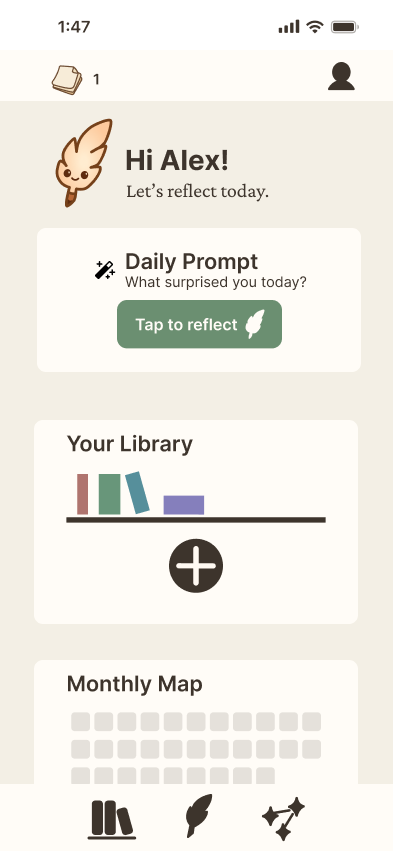 1:47
1
Hi Alex!
Let's reflect today.
Daily Prompt
What surprised you today?
Tap to reflect
Your Library
Monthly Map